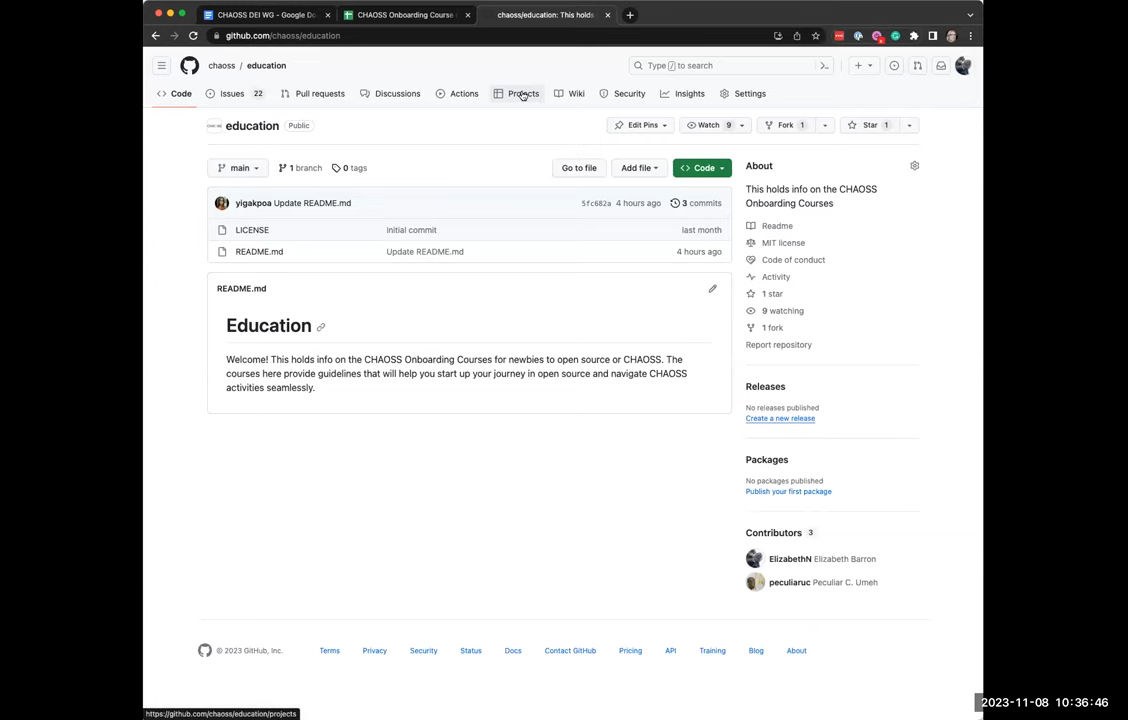 CHAOSS DEI WG - Google Do
CHAOSS Onboarding Course
chaoss/education: This holds
github.com/chaoss/education
chaoss / education
Type / to search
Code
Issues 22
Pull requests
Discussions
Actions
Projects
Wiki
Security
Insights
Settings
education Public
Edit Pins
Watch 9
Fork 1
Star 1
main
1 branch
0 tags
Go to file
Add file
Code
yigakpoa Update README.md 5fc682a 4 hours ago 3 commits
LICENSE Initial commit last month
README.md Update README.md 4 hours ago
README.md
Education
Welcome! This holds info on the CHAOSS Onboarding Courses for newbies to open source or CHAOSS. The
courses here provide guidelines that will help you start up your journey in open source and navigate CHAOSS
activities seamlessly.
About
This holds info on the CHAOSS
Onboarding Courses
Readme
MIT license
Code of conduct
Activity
1 star
9 watching
1 fork
Report repository
Releases
No releases published
Create a new release
Packages
No packages published
Publish your first package
Contributors 3
ElizabethN Elizabeth Barron
peculiaruc Peculiar C. Umeh
© 2023 GitHub, Inc.
Terms
Privacy
Security
Status
Docs
Contact GitHub
Pricing
API
Training
Blog
About
https://github.com/chaoss/education/projects
2023-11-08 10:36:46